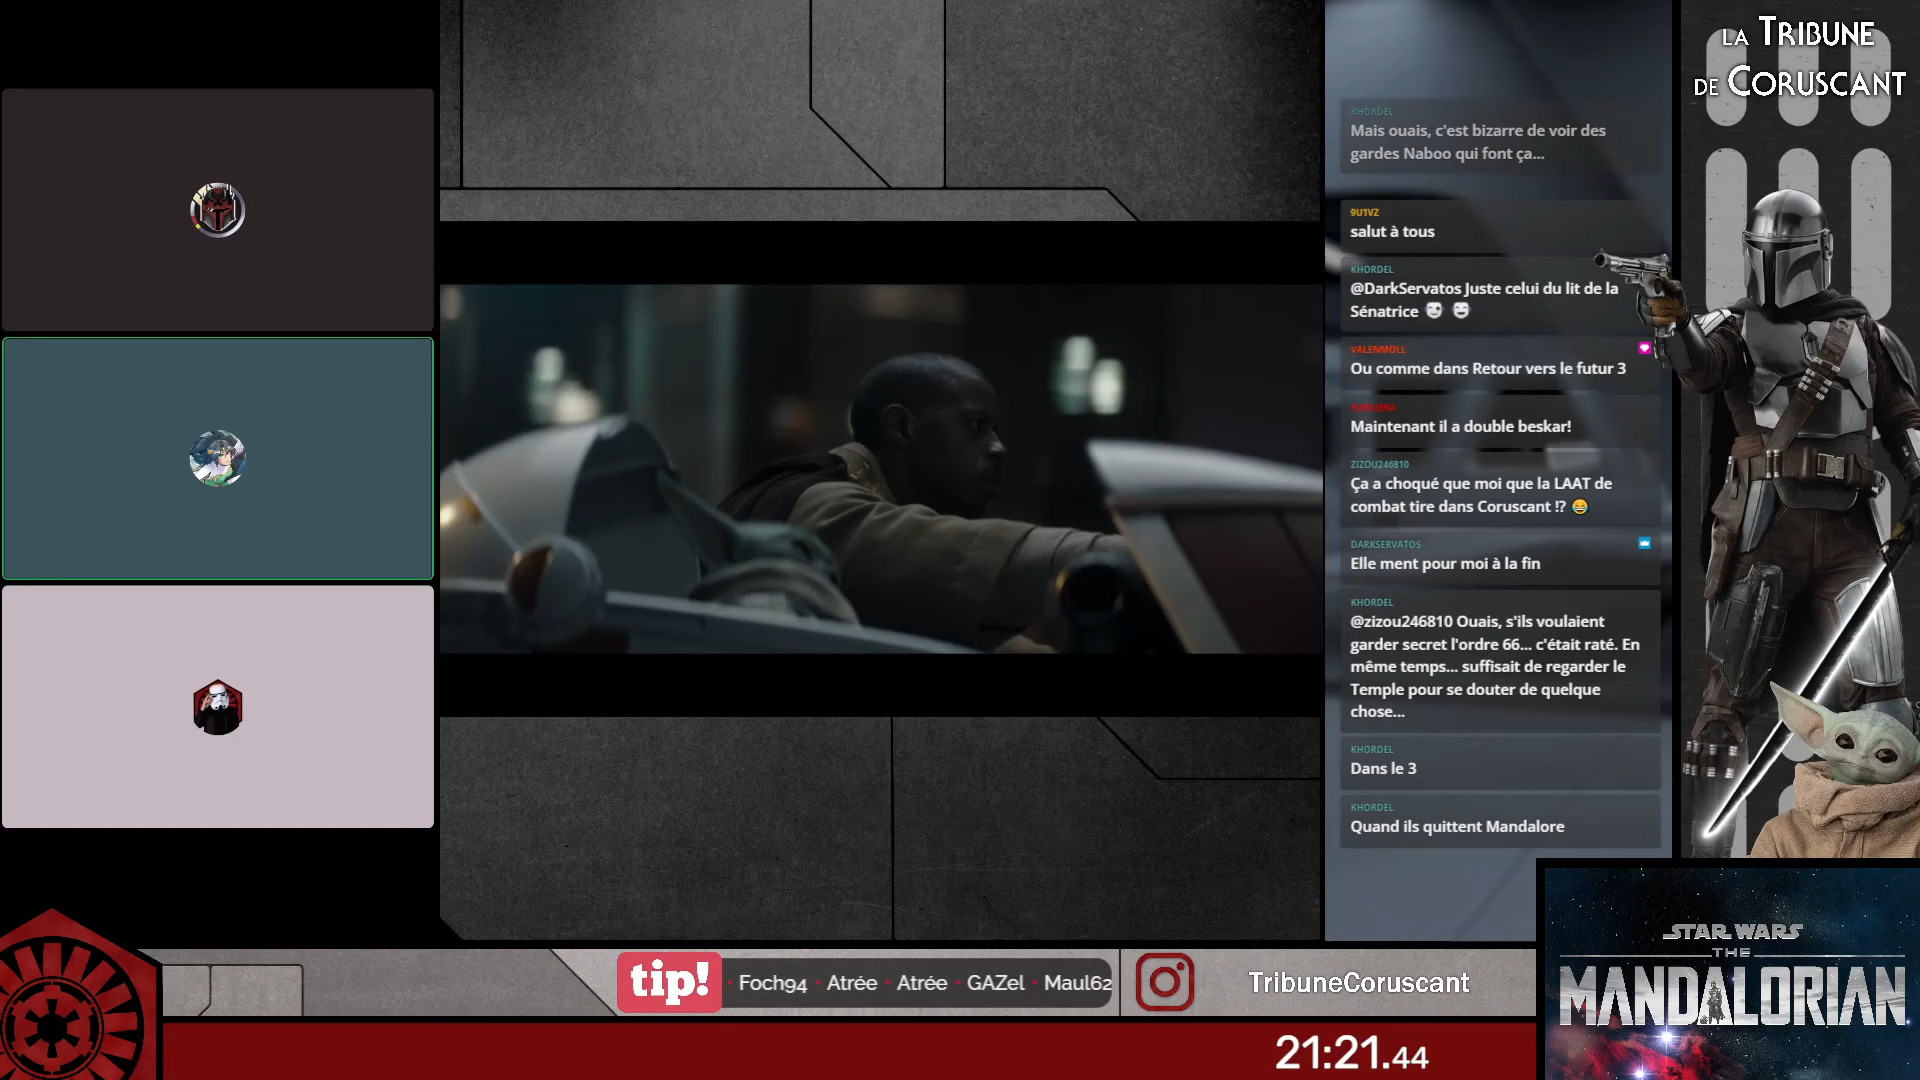 LA TRIBUNE
DE CORUSCANT
KHORDEL
Mais ouais, c'est bizarre de voir des
gardes Naboo qui font ça...
9U1VZ
salut à tous
KHORDEL
@DarkServatos Juste celui du lit de la
Sénatrice
VALENMOLL
Ou comme dans Retour vers le futur 3
Maintenant il a double beskar!
ZIZOU246810
Ça a choqué que moi que la LAAT de
combat tire dans Coruscant !? 😂
DARKSERVATOS
Elle ment pour moi à la fin
KHORDEL
@zizou246810 Ouais, s'ils voulaient
garder secret l'ordre 66... c'était raté. En
même temps... suffisait de regarder le
Temple pour se douter de quelque
chose...
KHORDEL
Dans le 3
KHORDEL
Quand ils quittent Mandalore
tip! · Foch94 · Atrée · Atrée · GAZel · Maul62
TribuneCoruscant
STAR WARS
THE
MANDALORIAN
21:21.44